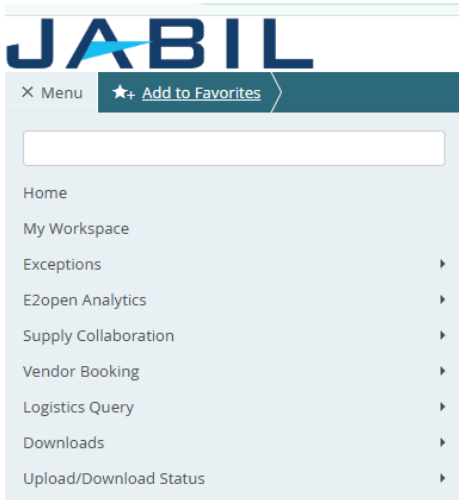 JABIL
Menu
Add to Favorites
Home
My Workspace
Exceptions
E2open Analytics
Supply Collaboration
Vendor Booking
Logistics Query
Downloads
Upload/Download Status